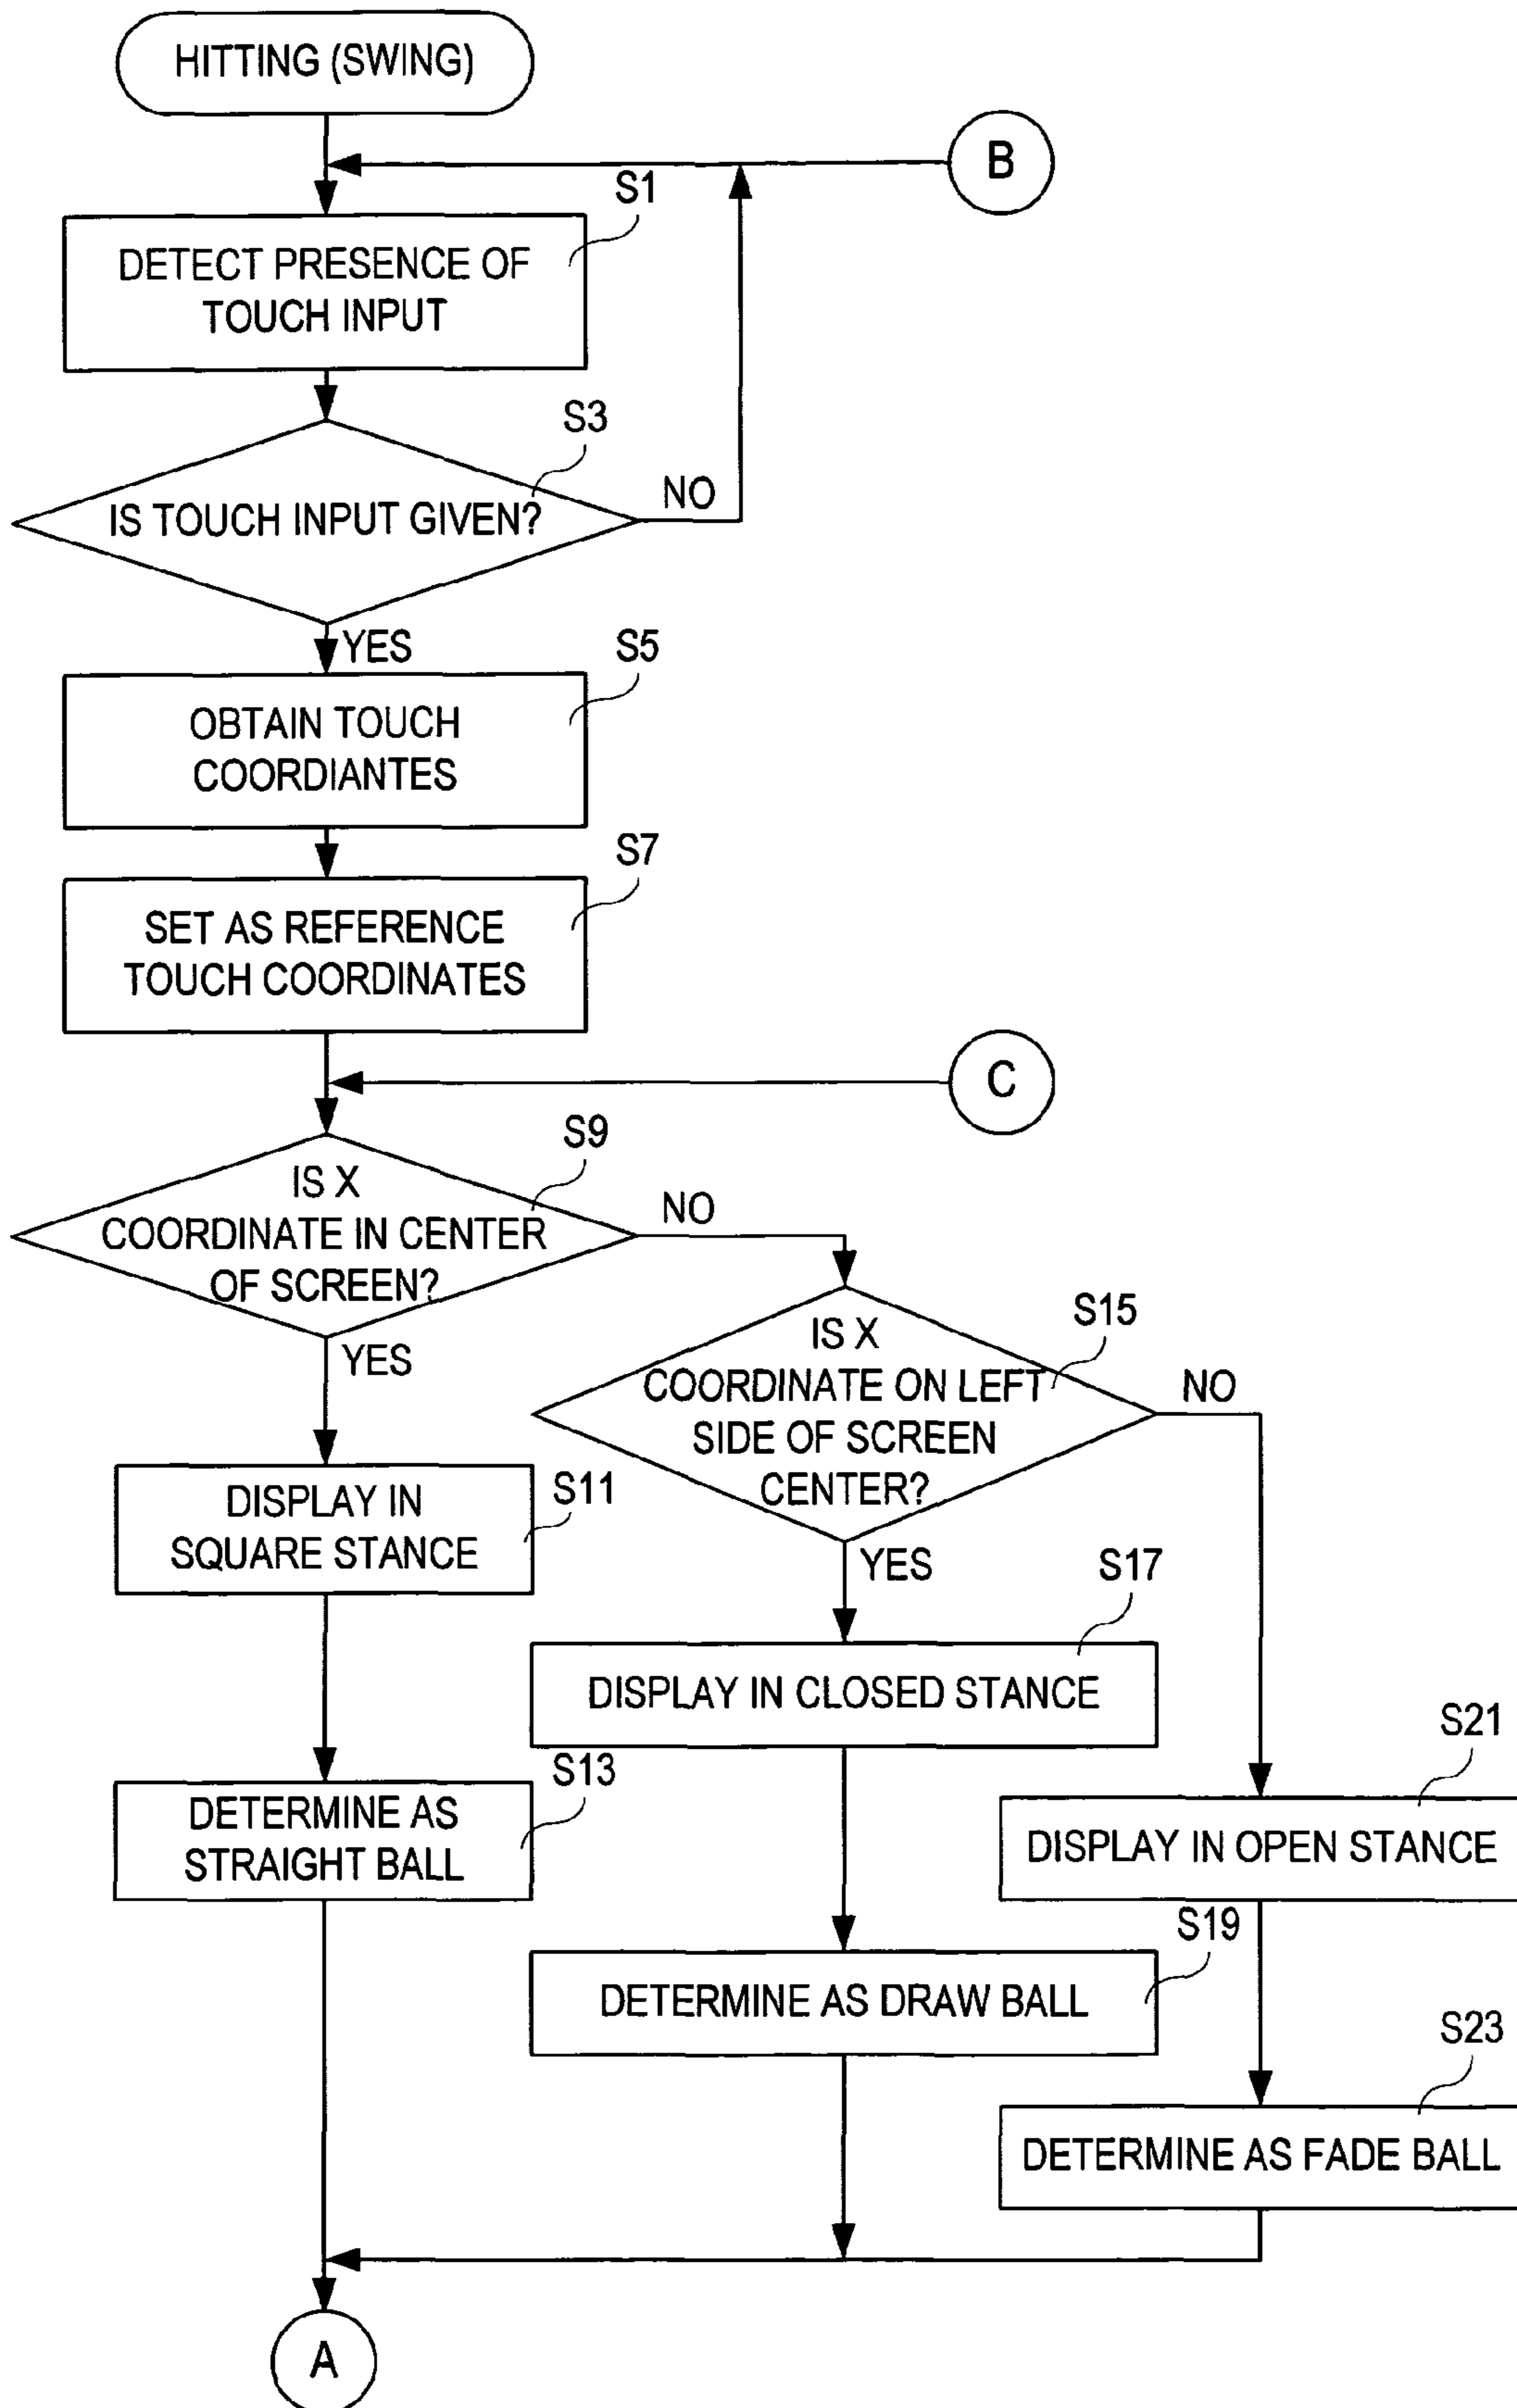 HITTING (SWING)
B
S1
DETECT PRESENCE OF
TOUCH INPUT
S3
IS TOUCH INPUT GIVEN?
NO
YES
S5
OBTAIN TOUCH
COORDIANTES
S7
SET AS REFERENCE
TOUCH COORDINATES
C
S9
IS X
COORDINATE IN CENTER
OF SCREEN?
NO
YES
S15
IS X
COORDINATE ON LEFT
SIDE OF SCREEN
CENTER?
NO
YES
S11
DISPLAY IN
SQUARE STANCE
S17
DISPLAY IN CLOSED STANCE
S13
DETERMINE AS
STRAIGHT BALL
S21
DISPLAY IN OPEN STANCE
S19
DETERMINE AS DRAW BALL
S23
DETERMINE AS FADE BALL
A